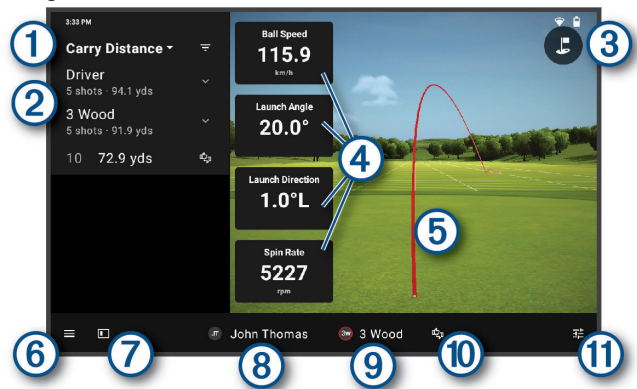 3:33 PM
Carry Distance
Driver
5 shots · 94.1 yds
3 Wood
5 shots · 91.9 yds
10 72.9 yds
Ball Speed
115.9
km/h
Launch Angle
20.0°
Launch Direction
1.0°L
Spin Rate
5227
rpm
JT John Thomas
3W 3 Wood
1
2
3
4
5
6
7
8
9
10
11